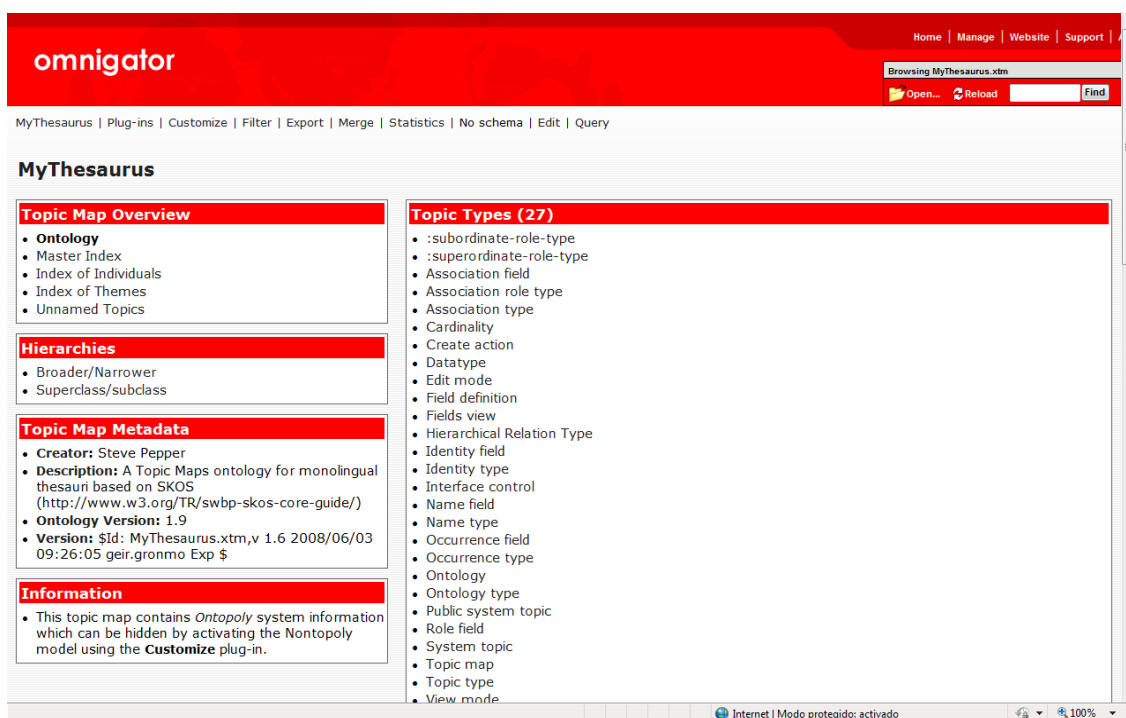 Home | Manage | Website | Support |
omnigator
Browsing MyThesaurus.xtm
Open... Reload Find
MyThesaurus | Plug-ins | Customize | Filter | Export | Merge | Statistics | No schema | Edit | Query
MyThesaurus
Topic Map Overview
• Ontology
• Master Index
• Index of Individuals
• Index of Themes
• Unnamed Topics
Hierarchies
• Broader/Narrower
• Superclass/subclass
Topic Map Metadata
• Creator: Steve Pepper
• Description: A Topic Maps ontology for monolingual
thesauri based on SKOS
(http://www.w3.org/TR/swbp-skos-core-guide/)
• Ontology Version: 1.9
• Version: $Id: MyThesaurus.xtm,v 1.6 2008/06/03
09:26:05 geir.gronmo Exp $
Information
• This topic map contains Ontopoly system information
which can be hidden by activating the Nontopoly
model using the Customize plug-in.
Topic Types (27)
• :subordinate-role-type
• :superordinate-role-type
• Association field
• Association role type
• Association type
• Cardinality
• Create action
• Datatype
• Edit mode
• Field definition
• Fields view
• Hierarchical Relation Type
• Identity field
• Identity type
• Interface control
• Name field
• Name type
• Occurrence field
• Occurrence type
• Ontology
• Ontology type
• Public system topic
• Role field
• System topic
• Topic map
• Topic type
• View mode
Internet | Modo protegido: activado
100%